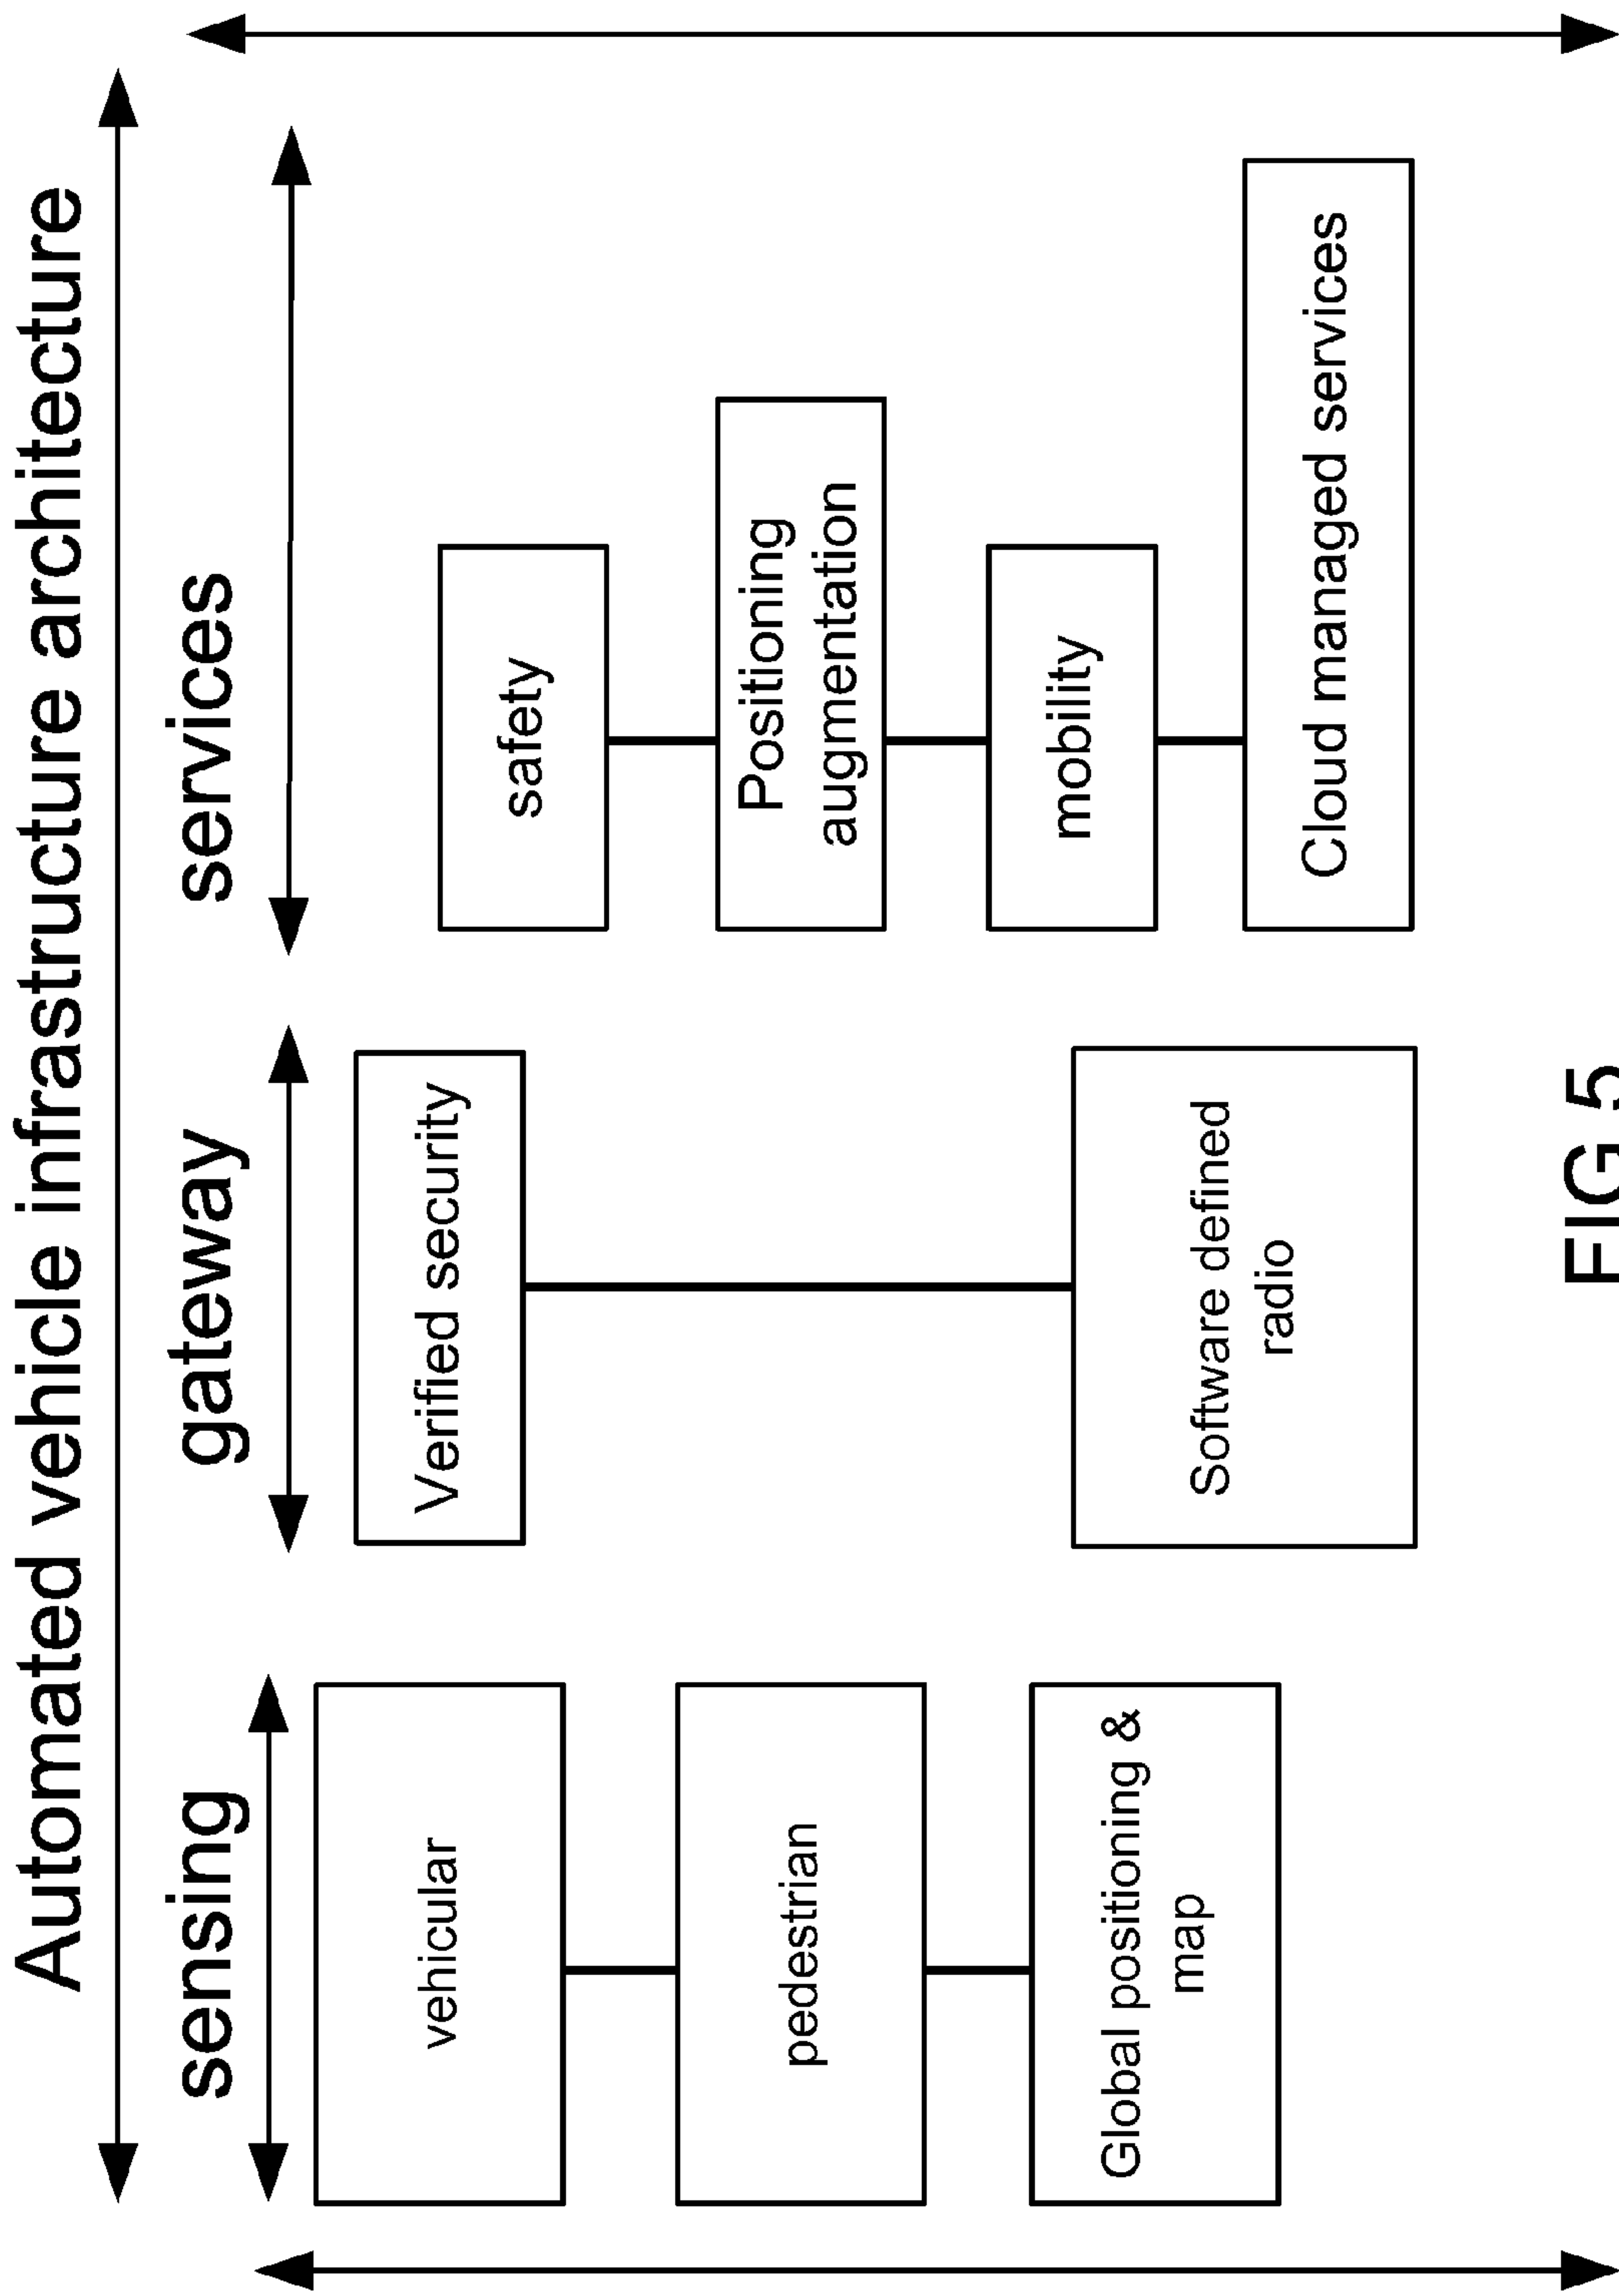 Automated vehicle infrastructure architecture
sensing
gateway
services
vehicular
pedestrian
Global positioning &
map
Verified security
Software defined
radio
safety
Positioning
augmentation
mobility
Cloud managed services
FIG 5